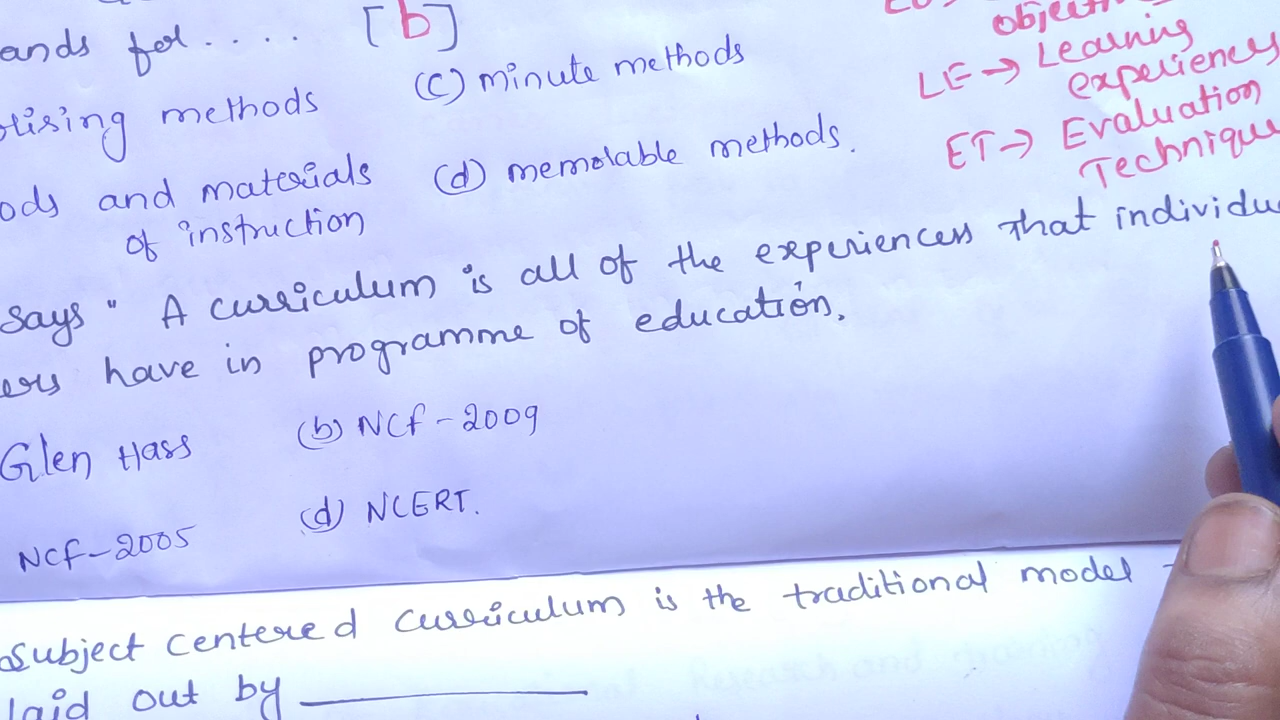 ands for.... [b]
(c) minute methods
rising methods
ods and materials
of instruction
(d) memorable methods.
objecti
LE → Learning
experiences
ET → Evaluation
Technique
says " A curriculum is all of the experiences that individu
ers have in programme of education.
Glen Hass
(b) NCf - 2009
NCf-2005
(d) NCERT.
Subject centered curriculum is the traditional model -
laid out by ________